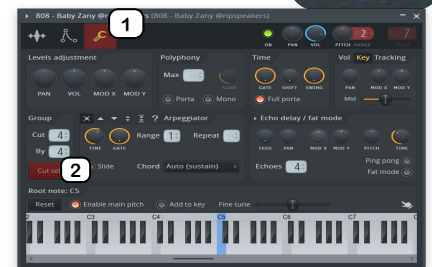 808 - Baby Zany @ripspeakers (808 - Baby Zany @ripspeakers)
1
ON PAN VOL PITCH RANGE 2 7
Levels adjustment Polyphony Time Vol Key Tracking
Max
PAN VOL MOD X MOD Y SLIDE GATE SHIFT SWING PAN MOD X MOD Y
Porta Mono Full porta Mid
Group ? Arpeggiator Echo delay / fat mode
Cut 4 TIME GATE Range 1 Repeat FEED PAN MOD X MOD Y PITCH TIME
By 4
Cut 2 Slide Chord Auto (sustain) Echoes 4 Ping pong
Fat mode
Root note: C5
Reset Enable main pitch Add to key Fine tune
C3 C4 C5 C6 C7